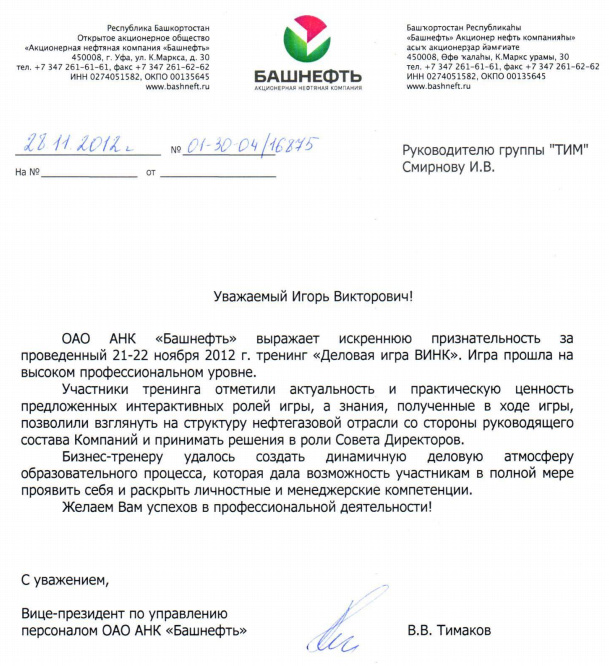 Республика Башкортостан
Открытое акционерное общество
«Акционерная нефтяная компания «Башнефть»
450008, г. Уфа, ул. К.Маркса, д. 30
тел. +7 347 261-61-61, факс +7 347 261-62-62
ИНН 0274051582, ОКПО 00135645
www.bashneft.ru
БАШНЕФТЬ
АКЦИОНЕРНАЯ НЕФТЯНАЯ КОМПАНИЯ
Башҡортостан Республикаһы
«Башнефть» Акционер нефть компанияһы»
асыҡ акционерҙар йәмғиәте
450008, Өфө ҡалаһы, К.Маркс урамы, 30
тел. +7 347 261-61-61, факс +7 347 261-62-62
ИНН 0274051582, ОКПО 00135645
www.bashneft.ru
28.11.2012 г. № 01-30-04/16875
На № от
Руководителю группы "ТИМ"
Смирнову И.В.
Уважаемый Игорь Викторович!
ОАО АНК «Башнефть» выражает искреннюю признательность за
проведенный 21-22 ноября 2012 г. тренинг «Деловая игра ВИНК». Игра прошла на
высоком профессиональном уровне.
Участники тренинга отметили актуальность и практическую ценность
предложенных интерактивных ролей игры, а знания, полученные в ходе игры,
позволили взглянуть на структуру нефтегазовой отрасли со стороны руководящего
состава Компаний и принимать решения в роли Совета Директоров.
Бизнес-тренеру удалось создать динамичную деловую атмосферу
образовательного процесса, которая дала возможность участникам в полной мере
проявить себя и раскрыть личностные и менеджерские компетенции.
Желаем Вам успехов в профессиональной деятельности!
С уважением,
Вице-президент по управлению
персоналом ОАО АНК «Башнефть»
В.В. Тимаков